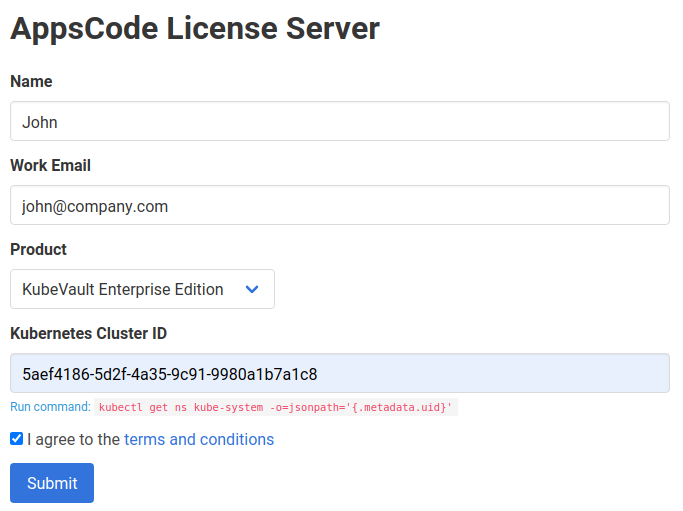 AppsCode License Server
Name
John
Work Email
john@company.com
Product
KubeVault Enterprise Edition
Kubernetes Cluster ID
5aef4186-5d2f-4a35-9c91-9980a1b7a1c8
Run command: kubectl get ns kube-system -o=jsonpath='{.metadata.uid}'
I agree to the terms and conditions
Submit